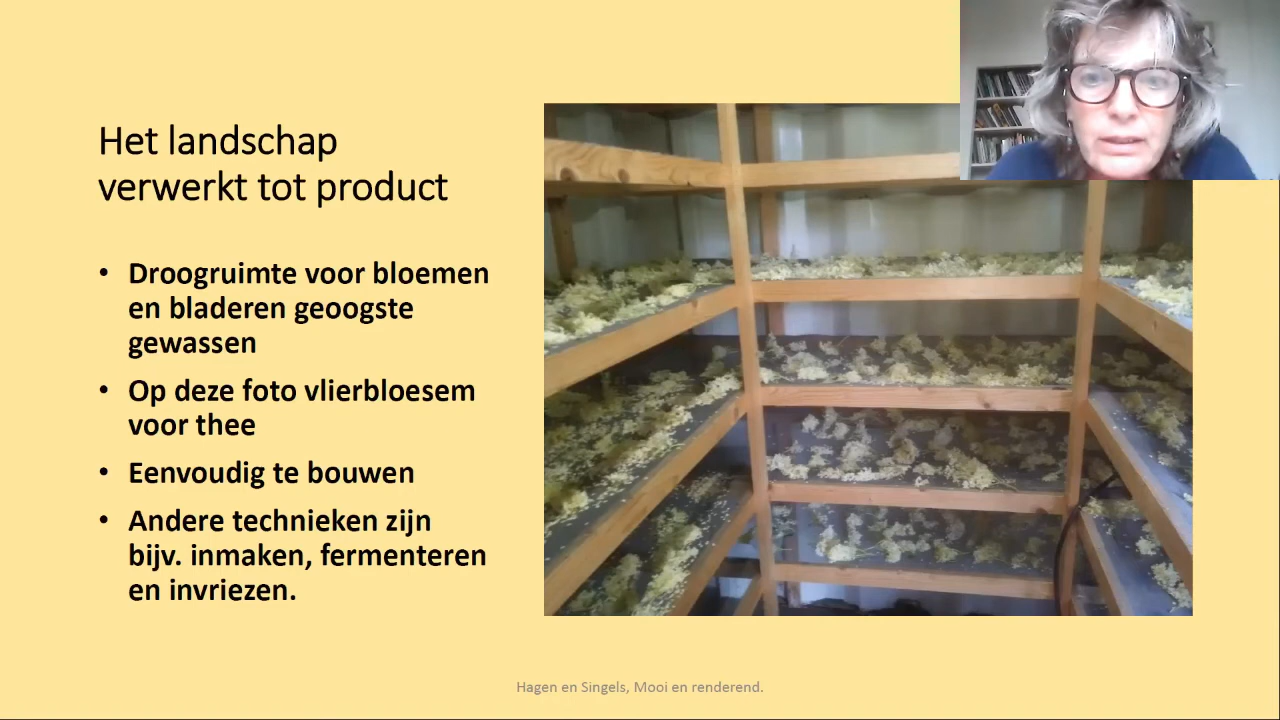 Het landschap
verwerkt tot product
• Droogruimte voor bloemen
en bladeren geoogste
gewassen
• Op deze foto vlierbloesem
voor thee
• Eenvoudig te bouwen
• Andere technieken zijn
bijv. inmaken, fermenteren
en invriezen.
Hagen en Singels, Mooi en renderend.